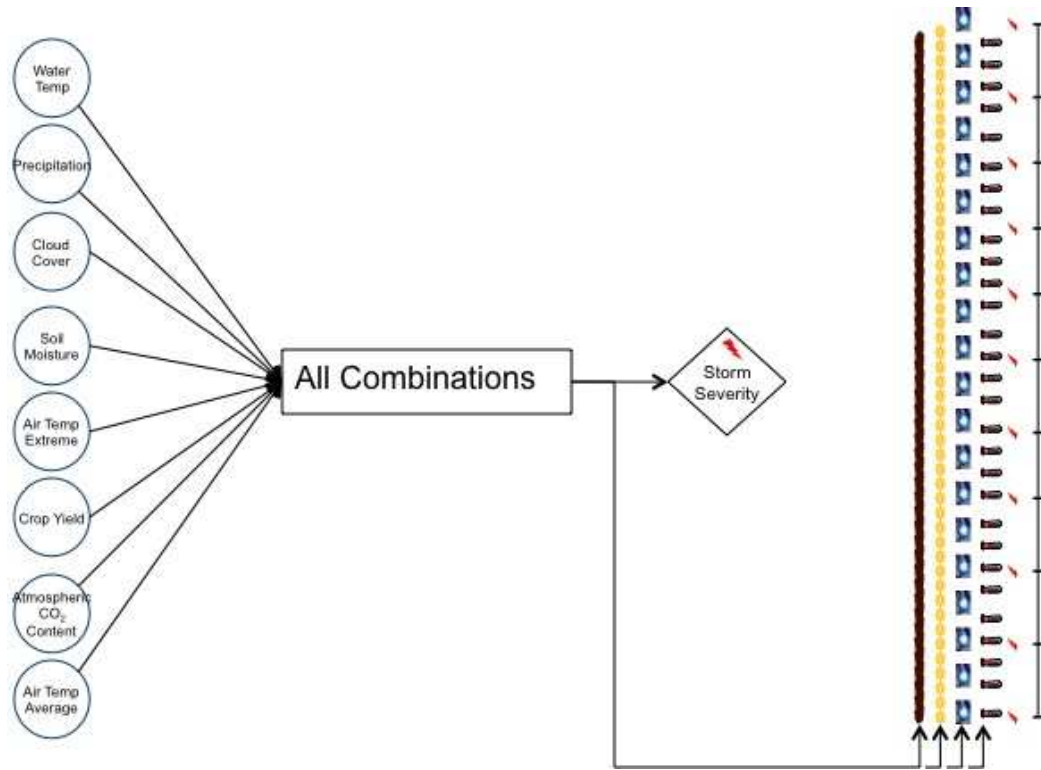 Water
Temp
Precipitation
Cloud
Cover
Soil
Moisture
Air Temp
Extreme
Crop Yield
Atmospheric
CO₂
Content
Air Temp
Average
All Combinations
Storm
Severity